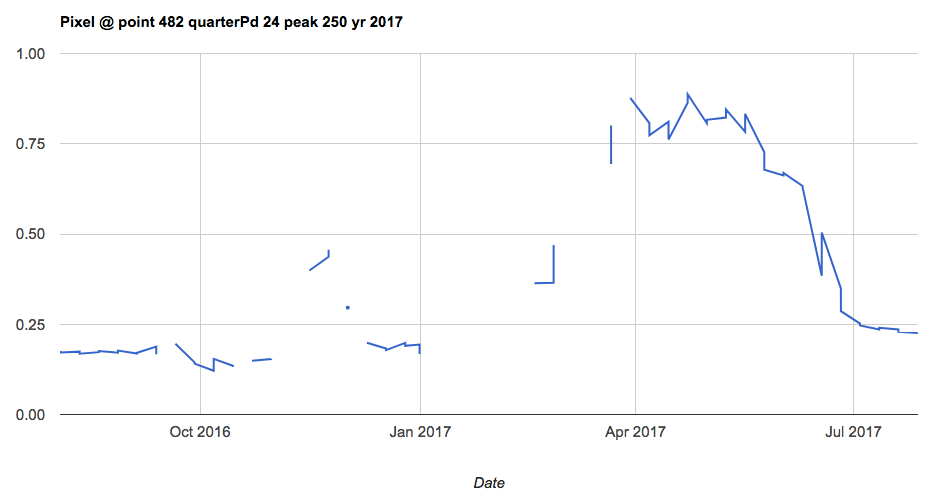 Pixel @ point 482 quarterPd 24 peak 250 yr 2017
1.00
0.75
0.50
0.25
0.00
Oct 2016 Jan 2017 Apr 2017 Jul 2017
Date